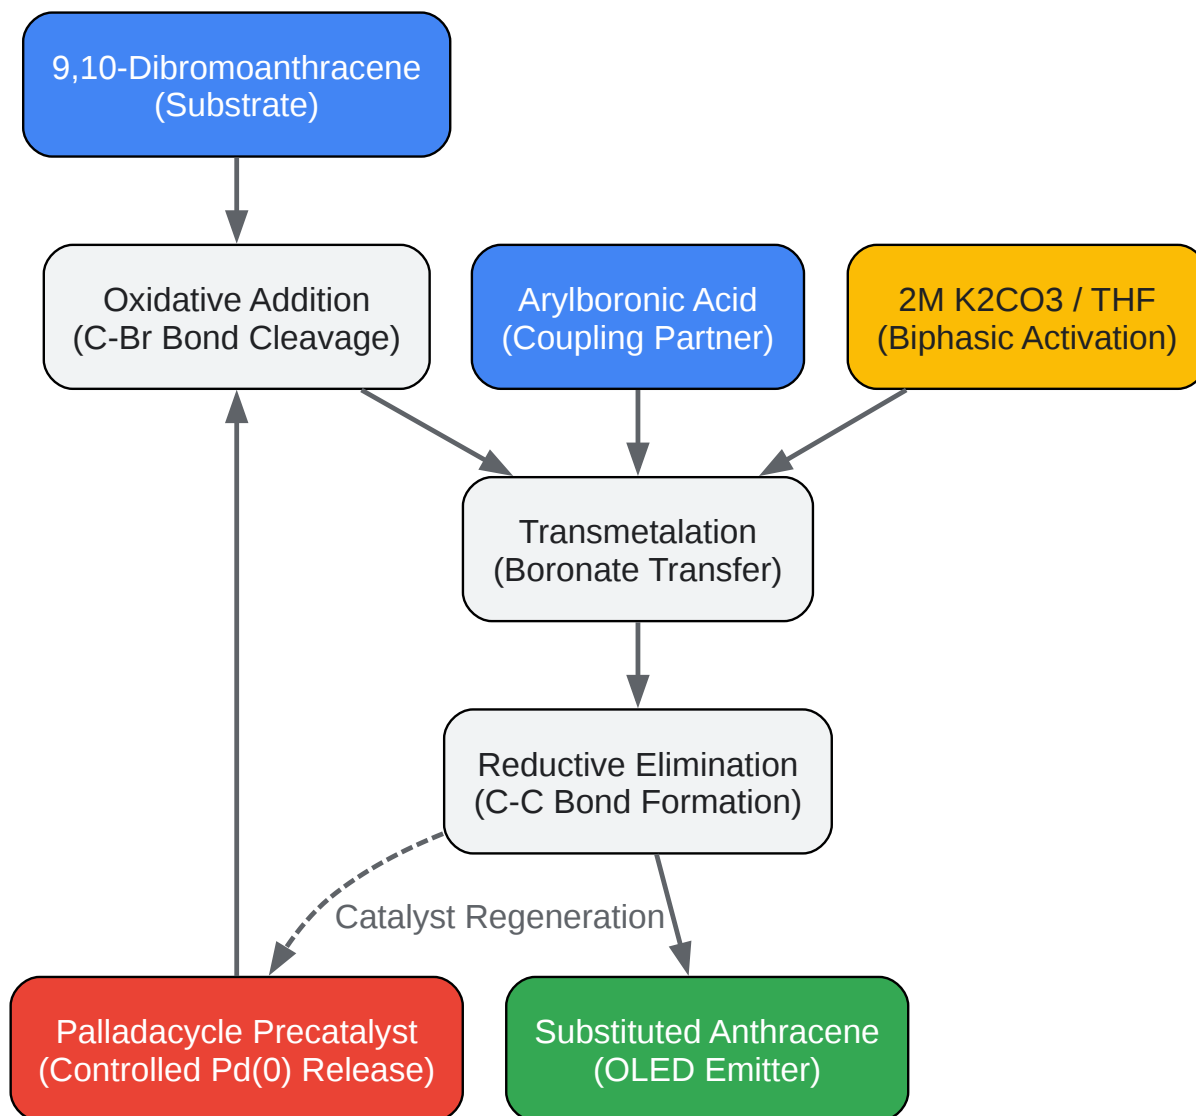 9,10-Dibromoanthracene
(Substrate)
Oxidative Addition
(C-Br Bond Cleavage)
Arylboronic Acid
(Coupling Partner)
2M K2CO3 / THF
(Biphasic Activation)
Transmetalation
(Boronate Transfer)
Reductive Elimination
(C-C Bond Formation)
Catalyst Regeneration
Palladacycle Precatalyst
(Controlled Pd(0) Release)
Substituted Anthracene
(OLED Emitter)